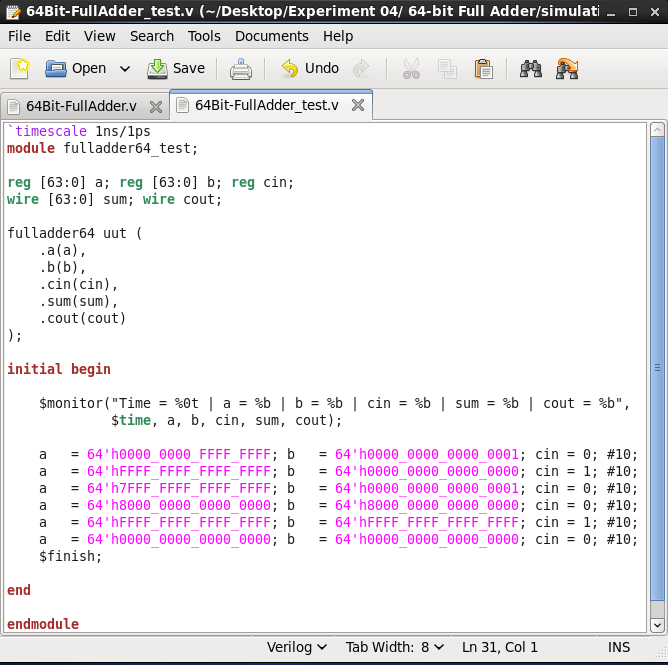 64Bit-FullAdder_test.v (~/Desktop/Experiment 04/ 64-bit Full Adder/simulati
File Edit View Search Tools Documents Help
Open Save Undo
64Bit-FullAdder.v 64Bit-FullAdder_test.v
`timescale 1ns/1ps
module fulladder64_test;
reg [63:0] a; reg [63:0] b; reg cin;
wire [63:0] sum; wire cout;
fulladder64 uut (
.a(a),
.b(b),
.cin(cin),
.sum(sum),
.cout(cout)
);
initial begin
$monitor("Time = %0t | a = %b | b = %b | cin = %b | sum = %b | cout = %b",
$time, a, b, cin, sum, cout);
a = 64'h0000_0000_FFFF_FFFF; b = 64'h0000_0000_0000_0001; cin = 0; #10;
a = 64'hFFFF_FFFF_FFFF_FFFF; b = 64'h0000_0000_0000_0000; cin = 1; #10;
a = 64'h7FFF_FFFF_FFFF_FFFF; b = 64'h0000_0000_0000_0001; cin = 0; #10;
a = 64'h8000_0000_0000_0000; b = 64'h8000_0000_0000_0000; cin = 0; #10;
a = 64'hFFFF_FFFF_FFFF_FFFF; b = 64'hFFFF_FFFF_FFFF_FFFF; cin = 1; #10;
a = 64'h0000_0000_0000_0000; b = 64'h0000_0000_0000_0000; cin = 0; #10;
$finish;
end
endmodule
Verilog Tab Width: 8 Ln 31, Col 1 INS